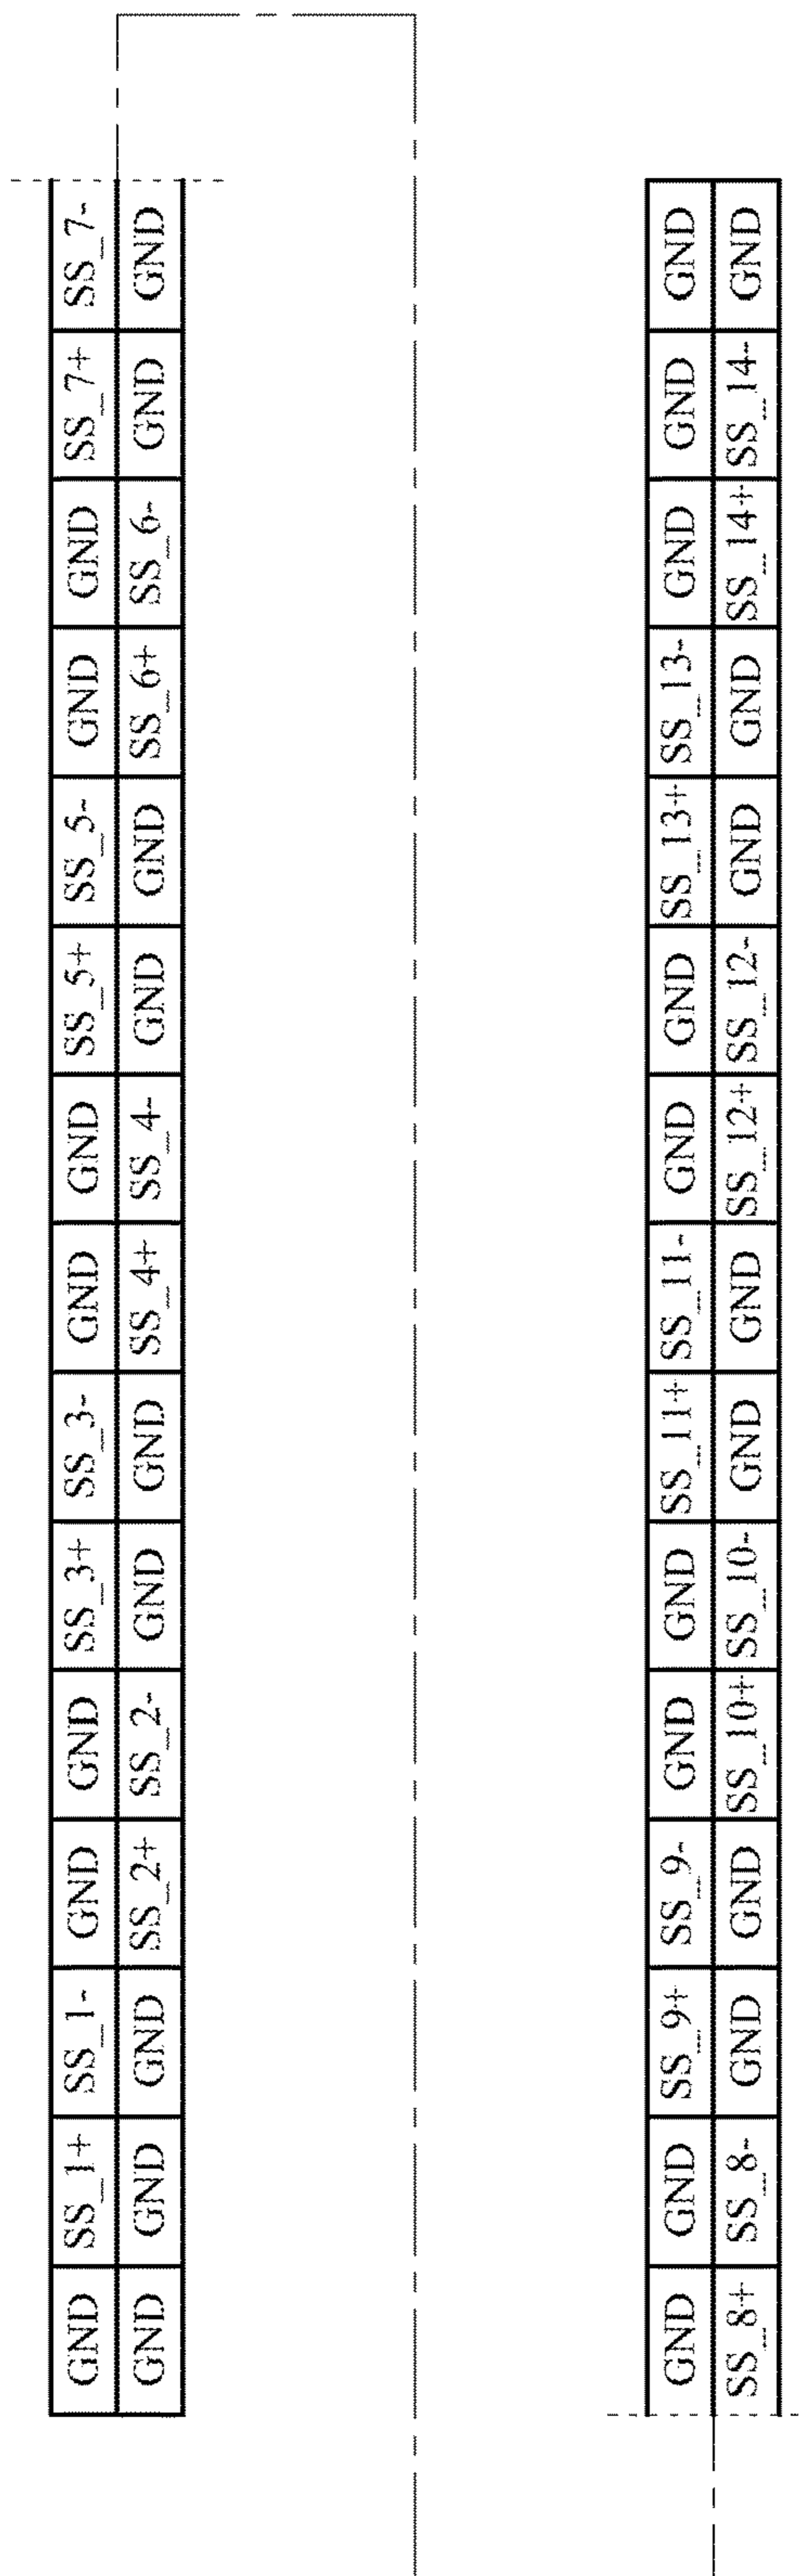 GND SS_1+ SS_1- GND GND SS_3+ SS_3- GND GND SS_5+ SS_5- GND GND SS_7+ SS_7-
GND GND GND SS_2+ SS_2- GND GND SS_4+ SS_4- GND GND SS_6+ SS_6- GND GND
GND GND SS_9+ SS_9- GND GND SS_11+ SS_11- GND GND SS_13+ SS_13- GND GND GND
SS_8+ SS_8- GND GND SS_10+ SS_10- GND GND SS_12+ SS_12- GND GND SS_14+ SS_14- GND